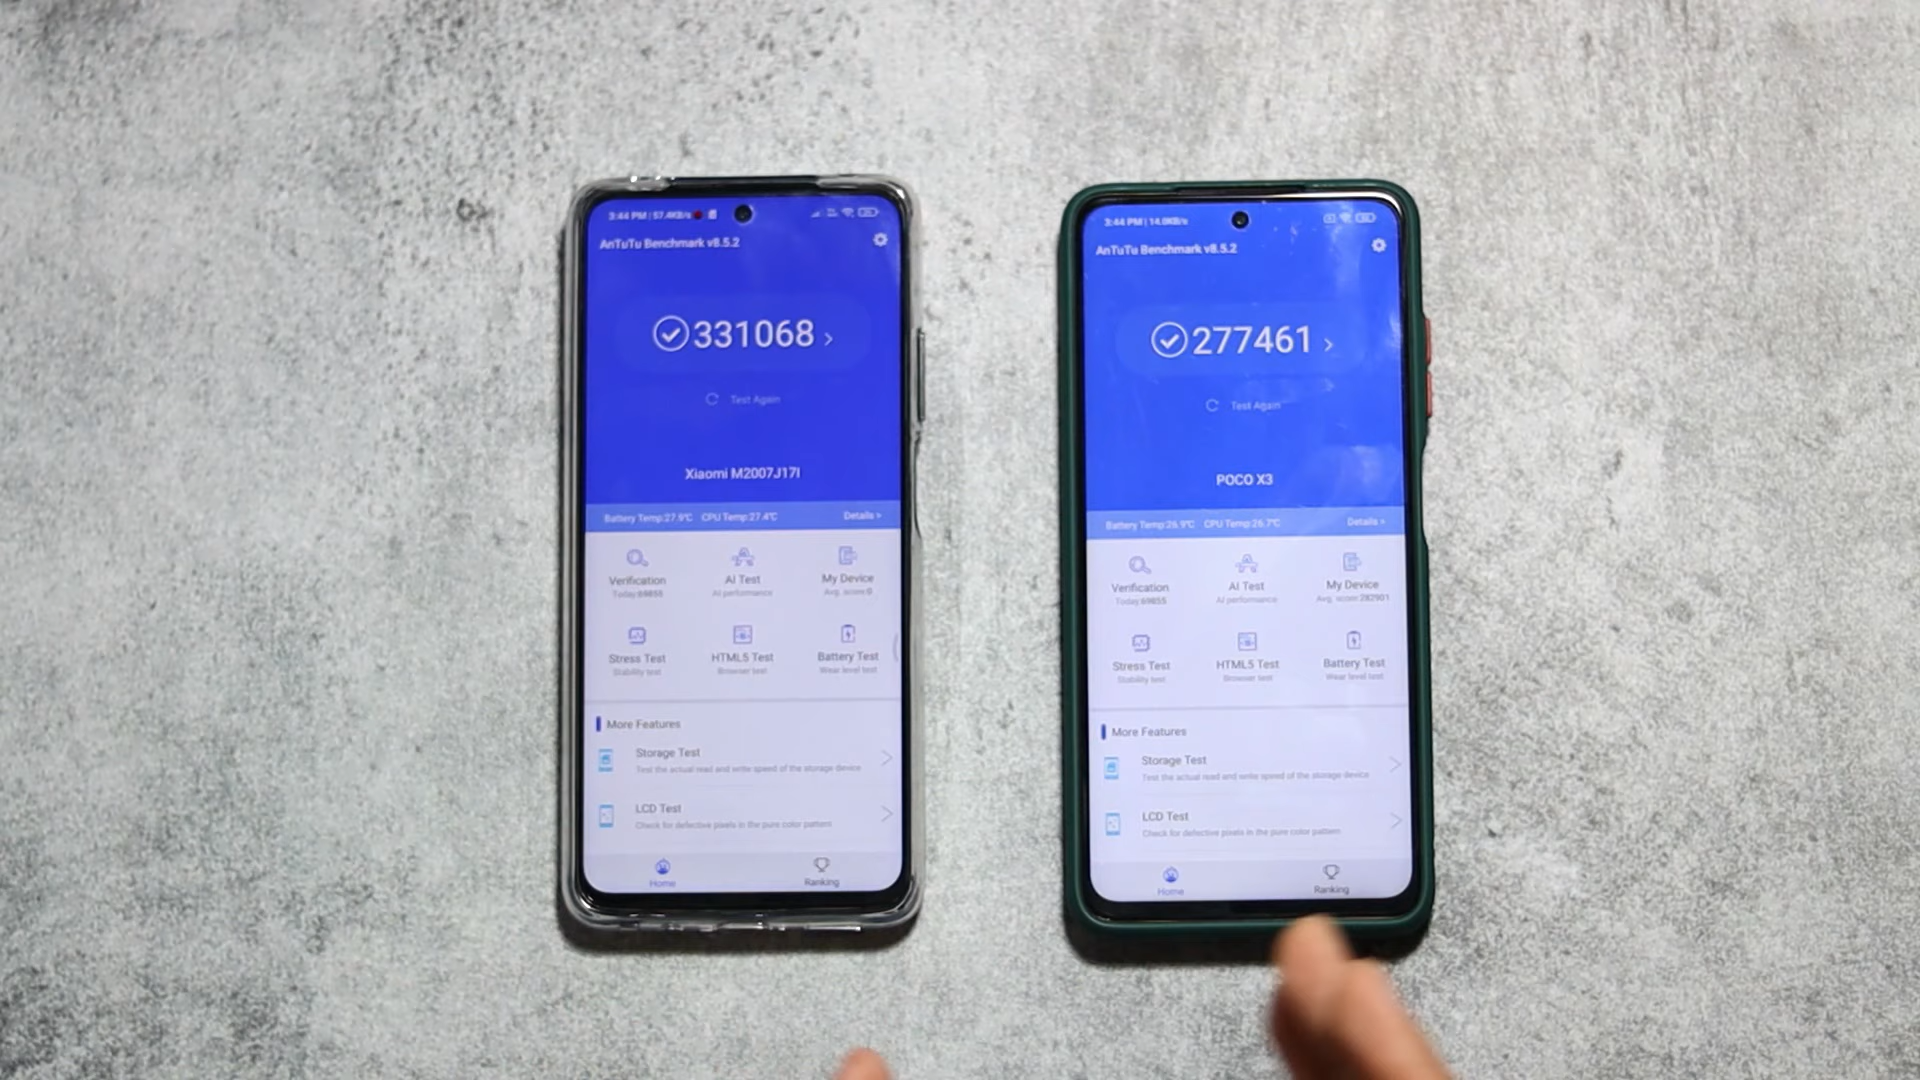 3:44 PM | 57.4KB/s
AnTuTu Benchmark v8.5.2
331068 >
Test Again
Xiaomi M2007J17I
Battery Temp:27.9℃ CPU Temp:27.4℃ Details >
Verification AI Test My Device
Today:69855 AI performance Avg. score:0
Stress Test HTML5 Test Battery Test
Stability test Browser test Wear level test
More Features
Storage Test
Test the actual read and write speed of the storage device
LCD Test
Check for defective pixels in the pure color pattern
Home Ranking
3:44 PM | 14.0KB/s
AnTuTu Benchmark v8.5.2
277461 >
Test Again
POCO X3
Battery Temp:26.9℃ CPU Temp:26.7℃ Details >
Verification AI Test My Device
Today:69855 AI performance Avg. score:282901
Stress Test HTML5 Test Battery Test
Stability test Browser test Wear level test
More Features
Storage Test
Test the actual read and write speed of the storage device
LCD Test
Check for defective pixels in the pure color pattern
Home Ranking